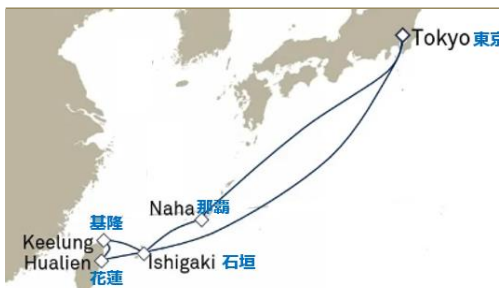 Tokyo 東京
Naha 那覇
基隆
Keelung
Hualien
花蓮
Ishigaki 石垣